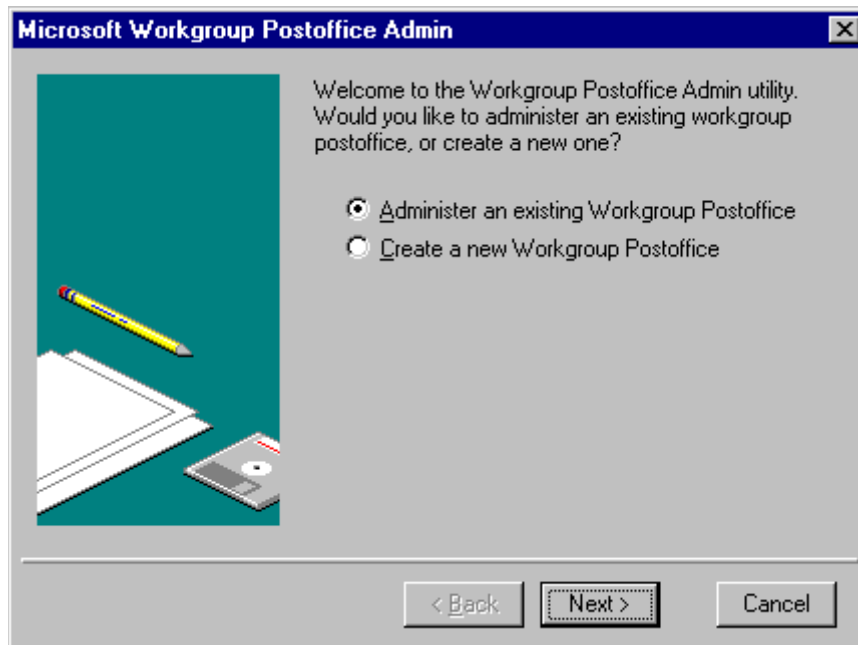 Microsoft Workgroup Postoffice Admin
Welcome to the Workgroup Postoffice Admin utility.
Would you like to administer an existing workgroup
postoffice, or create a new one?
Administer an existing Workgroup Postoffice
Create a new Workgroup Postoffice
< Back
Next >
Cancel